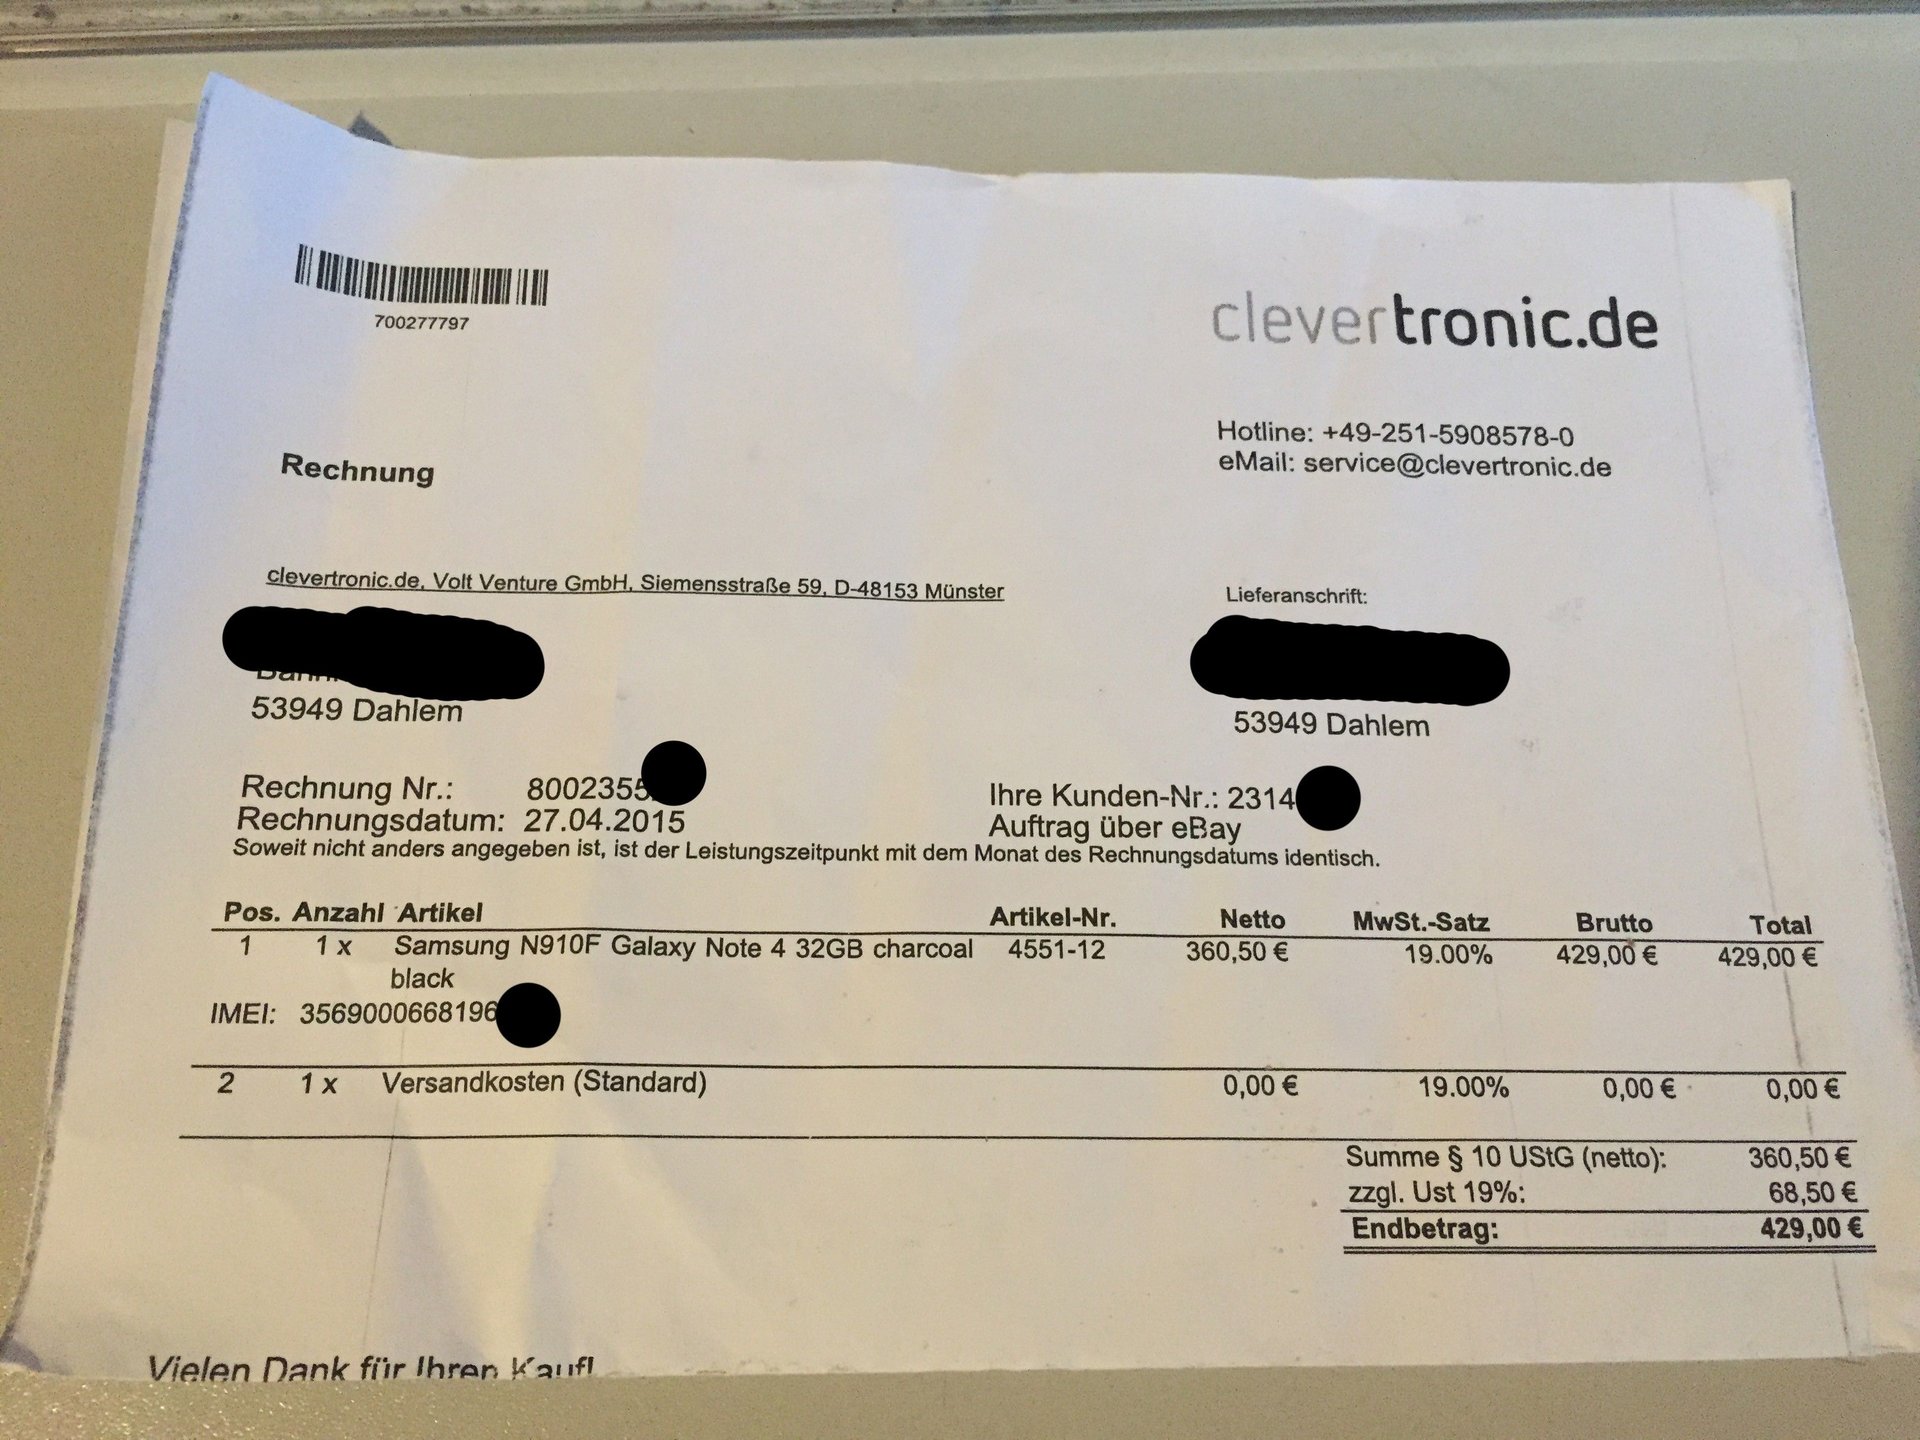 700277797
clevertronic.de
Hotline: +49-251-5908578-0
eMail: service@clevertronic.de
Rechnung
clevertronic.de, Volt Venture GmbH, Siemensstraße 59, D-48153 Münster
Lieferanschrift:
53949 Dahlem
53949 Dahlem
Rechnung Nr.: 8002355
Ihre Kunden-Nr.: 2314
Rechnungsdatum: 27.04.2015
Auftrag über eBay
Soweit nicht anders angegeben ist, ist der Leistungszeitpunkt mit dem Monat des Rechnungsdatums identisch.
Pos. Anzahl Artikel Artikel-Nr. Netto MwSt.-Satz Brutto Total
1 1 x Samsung N910F Galaxy Note 4 32GB charcoal 4551-12 360,50 € 19.00% 429,00 € 429,00 €
black
IMEI: 3569000668196
2 1 x Versandkosten (Standard) 0,00 € 19.00% 0,00 € 0,00 €
Summe § 10 UStG (netto): 360,50 €
zzgl. Ust 19%: 68,50 €
Endbetrag: 429,00 €
Vielen Dank für Ihren Kauf!